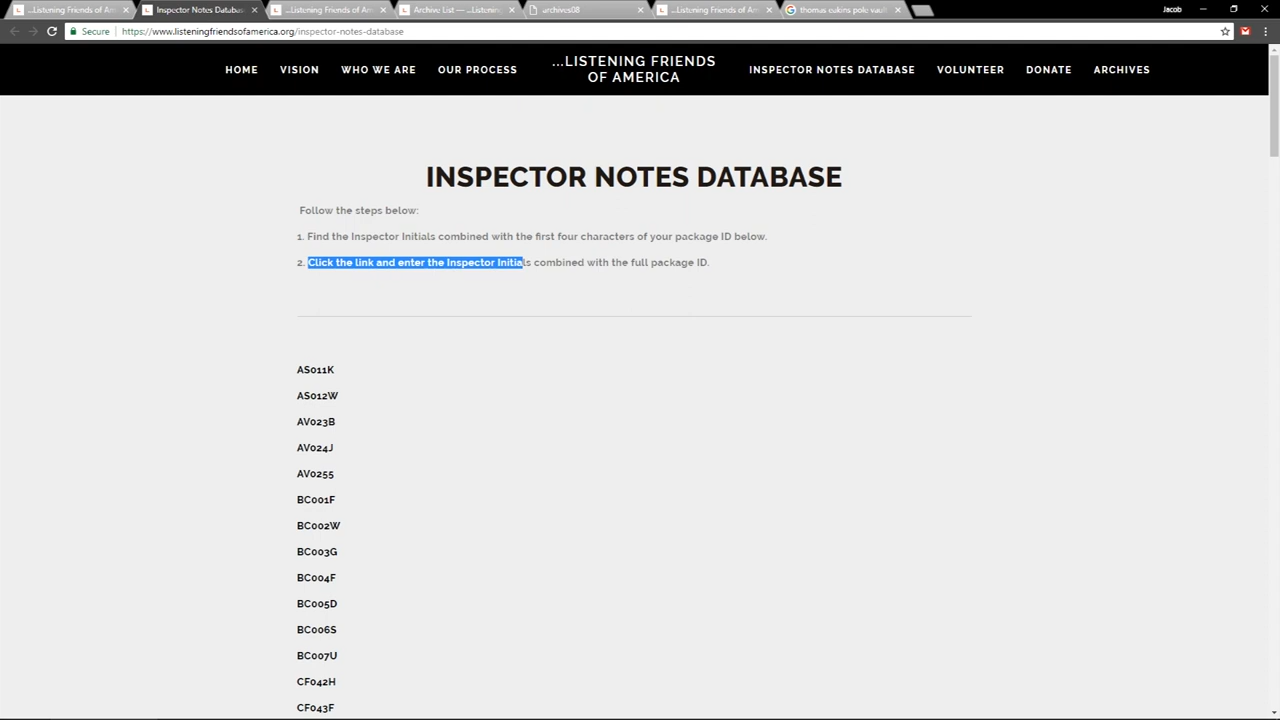 ...Listening Friends of Am
Inspector Notes Databas
...Listening Friends of Am
Archive List — ...Listening
archives08
...Listening Friends of Am
thomas oakins pole vault
Jacob
Secure
https://www.listeningfriendsofamerica.org/inspector-notes-database
HOME
VISION
WHO WE ARE
OUR PROCESS
...LISTENING FRIENDS
OF AMERICA
INSPECTOR NOTES DATABASE
VOLUNTEER
DONATE
ARCHIVES
INSPECTOR NOTES DATABASE
Follow the steps below:
1. Find the Inspector Initials combined with the first four characters of your package ID below.
2. Click the link and enter the Inspector Initials combined with the full package ID.
AS011K
AS012W
AV023B
AV024J
AV0255
BC001F
BC002W
BC003G
BC004F
BC005D
BC006S
BC007U
CF042H
CF043F